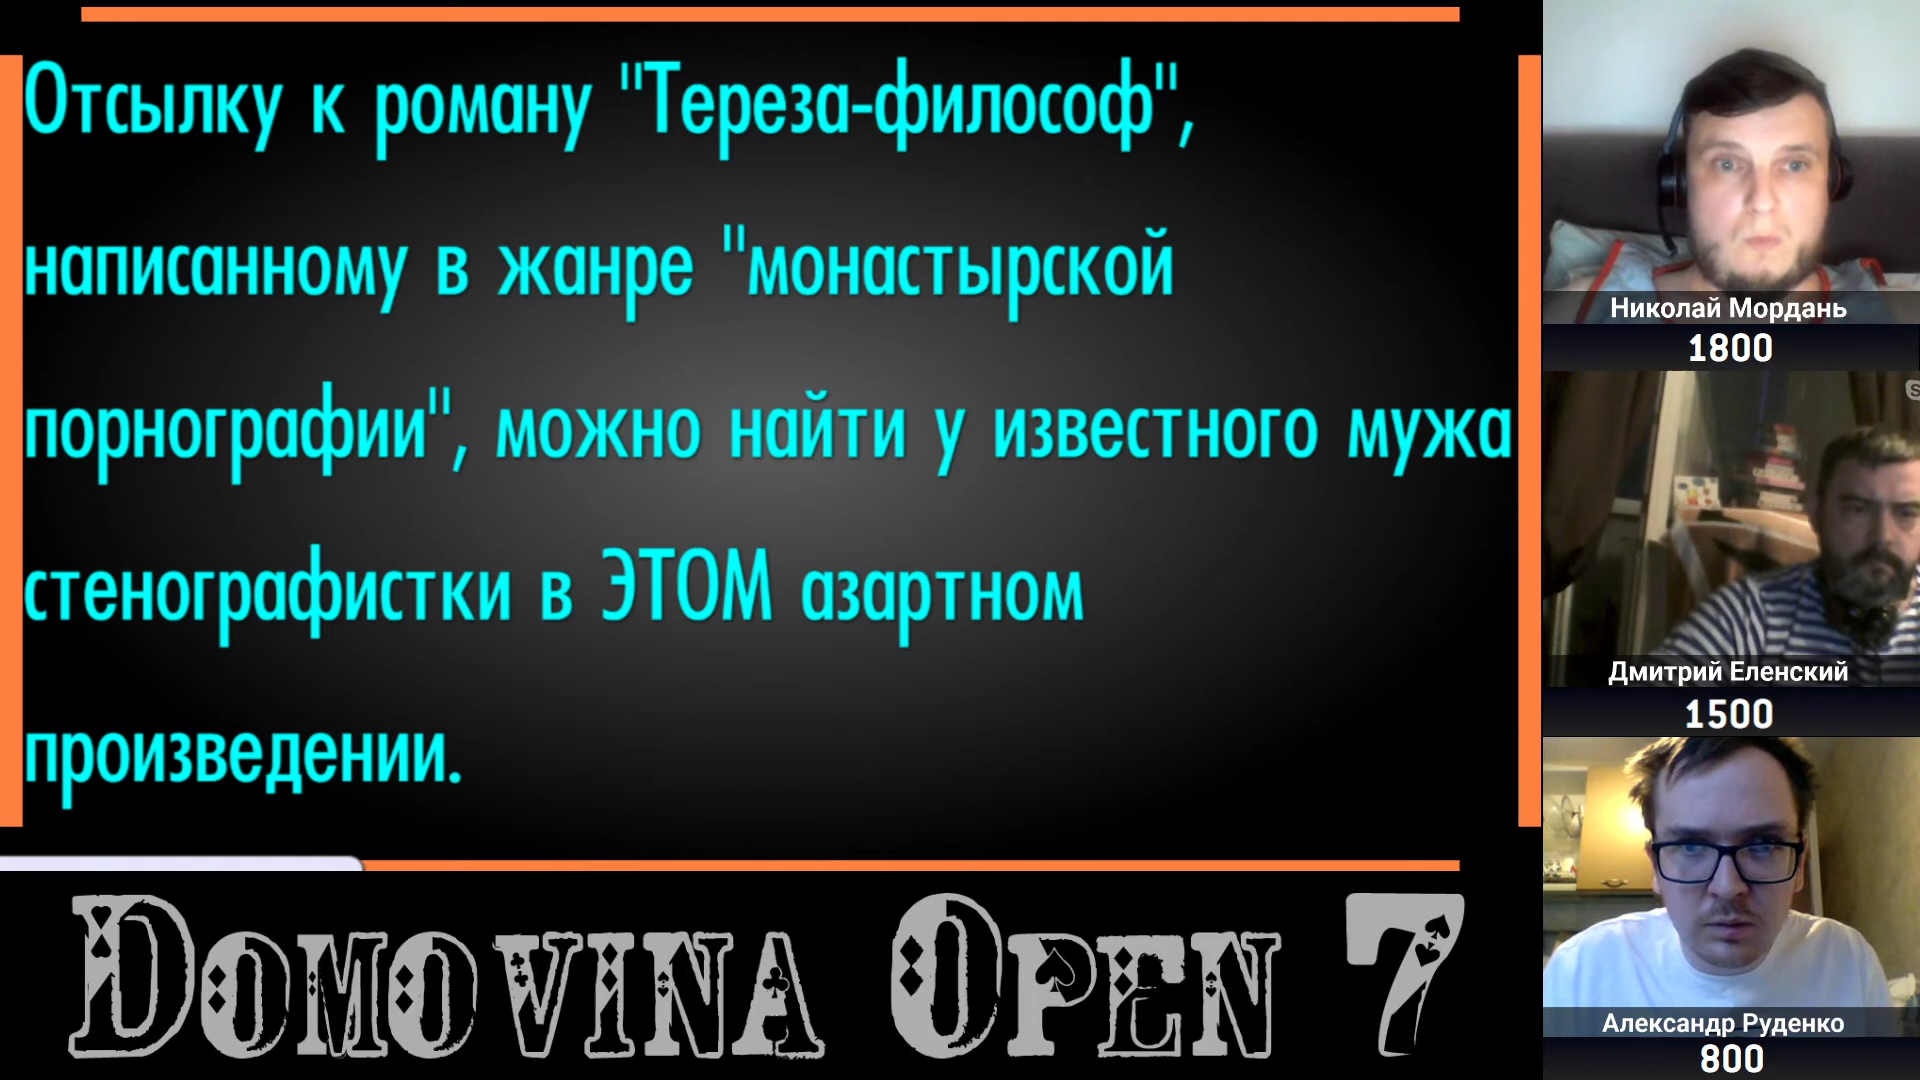 Отсылку к роману "Тереза-философ",
написанному в жанре "монастырской
порнографии", можно найти у известного мужа
стенографистки в ЭТОМ азартном
произведении.
Domovina Open 7
Николай Мордань
1800
S
Дмитрий Еленский
1500
Александр Руденко
800